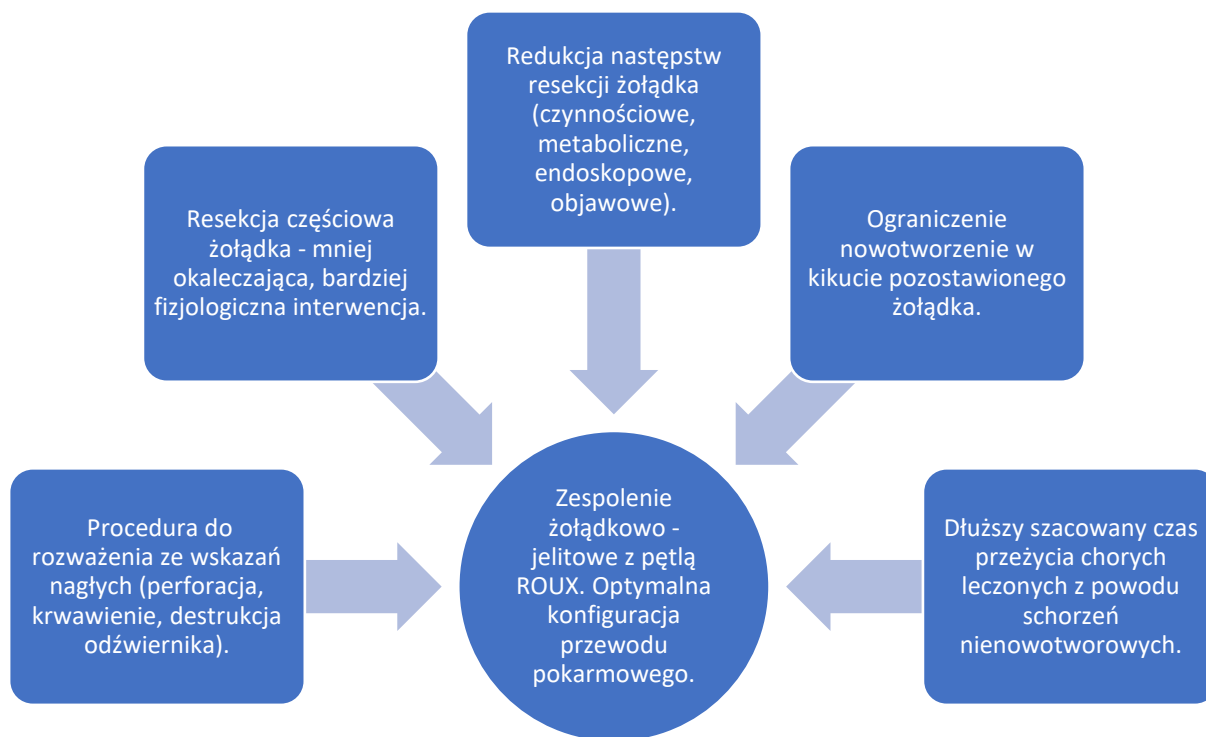 Redukcja następstw
resekcji żołądka
(czynnościowe,
metaboliczne,
endoskopowe,
objawowe).
Resekcja częściowa
żołądka - mniej
okaleczająca, bardziej
fizjologiczna interwencja.
Ograniczenie
nowotworzenie w
kikucie pozostawionego
żołądka.
Procedura do
rozważenia ze wskazań
nagłych (perforacja,
krwawienie, destrukcja
odźwiernika).
Zespolenie
żołądkowo -
jelitowe z pętlą
ROUX. Optymalna
konfiguracja
przewodu
pokarmowego.
Dłuższy szacowany czas
przeżycia chorych
leczonych z powodu
schorzeń
nienowotworowych.